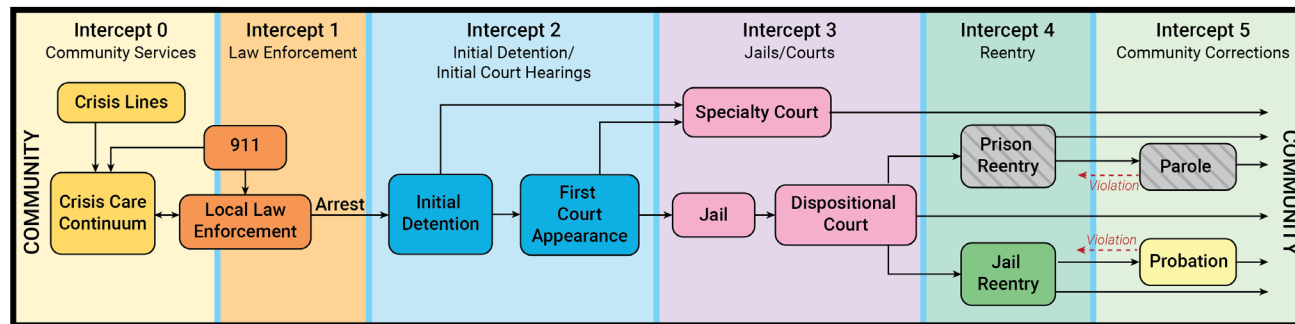 Intercept 0
Community Services
Intercept 1
Law Enforcement
Intercept 2
Initial Detention/
Initial Court Hearings
Intercept 3
Jails/Courts
Intercept 4
Reentry
Intercept 5
Community Corrections
COMMUNITY
Crisis Lines
911
Crisis Care
Continuum
Local Law
Enforcement
Arrest
Initial
Detention
First
Court
Appearance
Specialty Court
Jail
Dispositional
Court
Prison
Reentry
Violation
Parole
Jail
Reentry
Violation
Probation
COMMUNITY